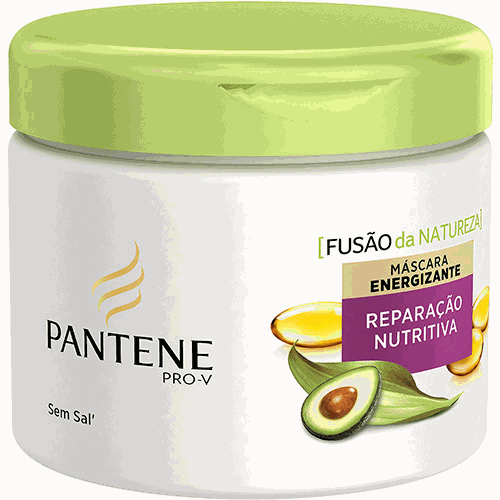 [FUSÃO da NATUREZA]
MÁSCARA
ENERGIZANTE
REPARAÇÃO
NUTRITIVA
PANTENE
PRO-V
Sem Sal'